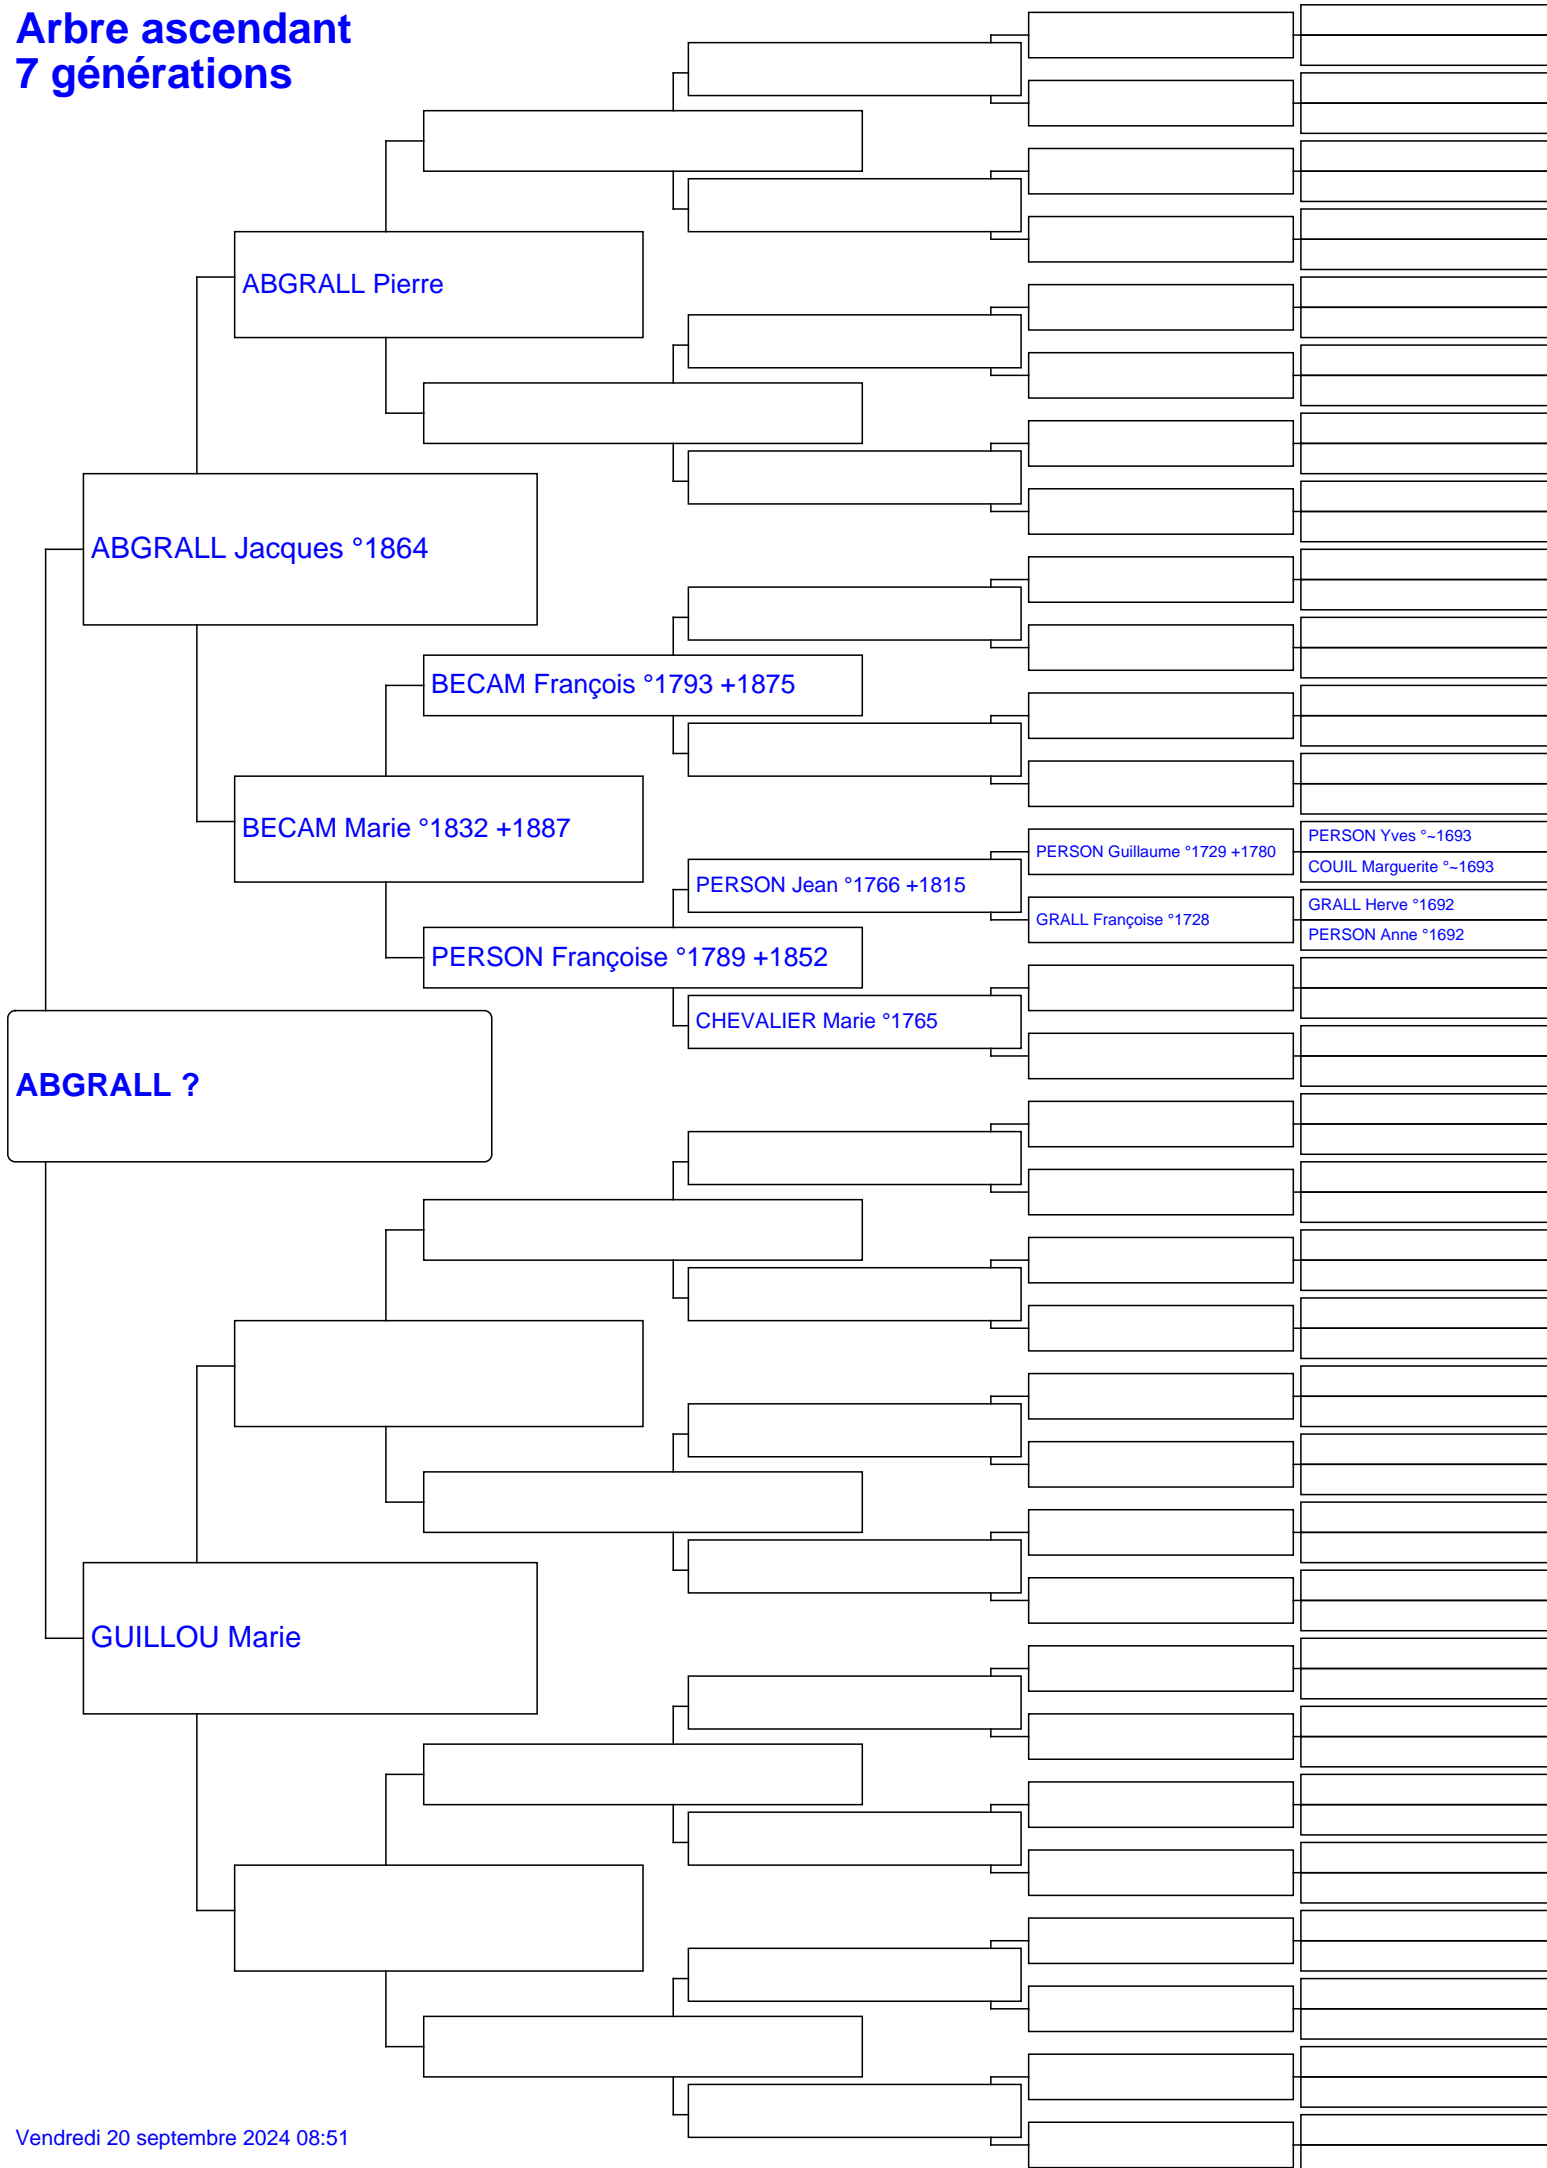 Arbre ascendant
7 générations
ABGRALL Pierre
ABGRALL Jacques °1864
BECAM François °1793 +1875
BECAM Marie °1832 +1887
PERSON Yves °~1693
PERSON Guillaume °1729 +1780
COUIL Marguerite °~1693
PERSON Jean °1766 +1815
GRALL Herve °1692
GRALL Françoise °1728
PERSON Anne °1692
PERSON Françoise °1789 +1852
CHEVALIER Marie °1765
ABGRALL ?
GUILLOU Marie
Vendredi 20 septembre 2024 08:51